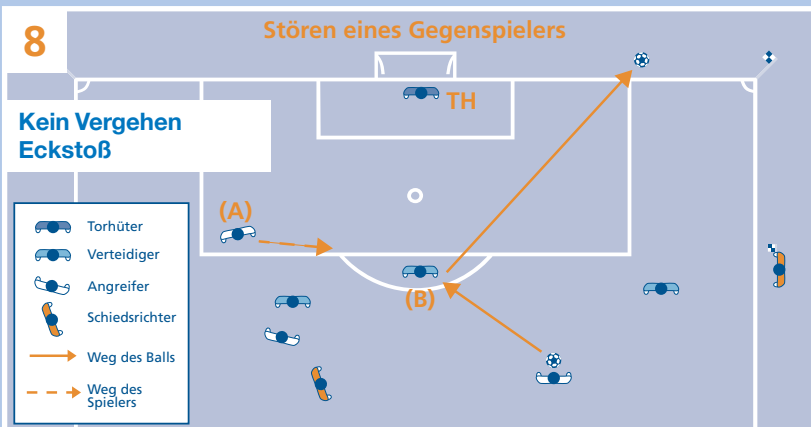 8
Stören eines Gegenspielers
TH
Kein Vergehen
Eckstoß
(A)
(B)
Torhüter
Verteidiger
Angreifer
Schiedsrichter
Weg des Balls
Weg des
Spielers